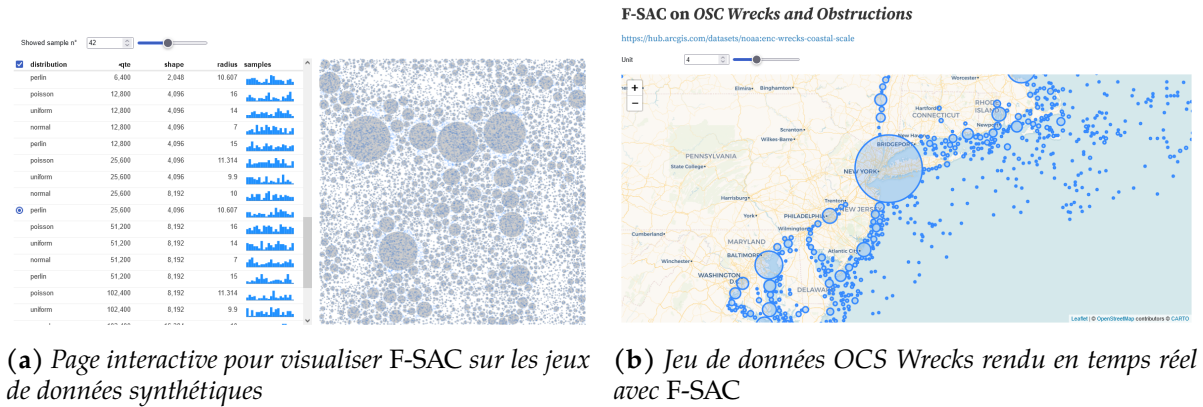 Showed sample n° 42
distribution qte shape radius samples
perlin 6,400 2,048 10.607
poisson 12,800 4,096 16
uniform 12,800 4,096 14
normal 12,800 4,096 7
perlin 12,800 4,096 15
poisson 25,600 4,096 11.314
uniform 25,600 4,096 9.9
normal 25,600 8,192 10
perlin 25,600 4,096 10.607
poisson 51,200 8,192 16
uniform 51,200 8,192 14
normal 51,200 8,192 7
perlin 51,200 8,192 15
poisson 102,400 8,192 11.314
uniform 102,400 8,192 9.9
(a) Page interactive pour visualiser F-SAC sur les jeux
de données synthétiques
F-SAC on OSC Wrecks and Obstructions
https://hub.arcgis.com/datasets/noaa:enc-wrecks-coastal-scale
Unit 4
+
−
Elmira
Binghamton
Worcester
Hartford
CONNECTICUT
RHODE
ISLAND
Newport
Scranton
Wilkes-Barre
New Haven
BRIDGEPORT
PENNSYLVANIA
State College
NEW YORK
Harrisburg
Trenton
York
PHILADELPHIA
NEW JERSEY
Cumberland
Wilmington
MARYLAND
Atlantic City
Winchester
BALTIMORE
WASHINGTON,
D.C.
DELAWARE
Leaflet | © OpenStreetMap contributors © CARTO
(b) Jeu de données OCS Wrecks rendu en temps réel
avec F-SAC